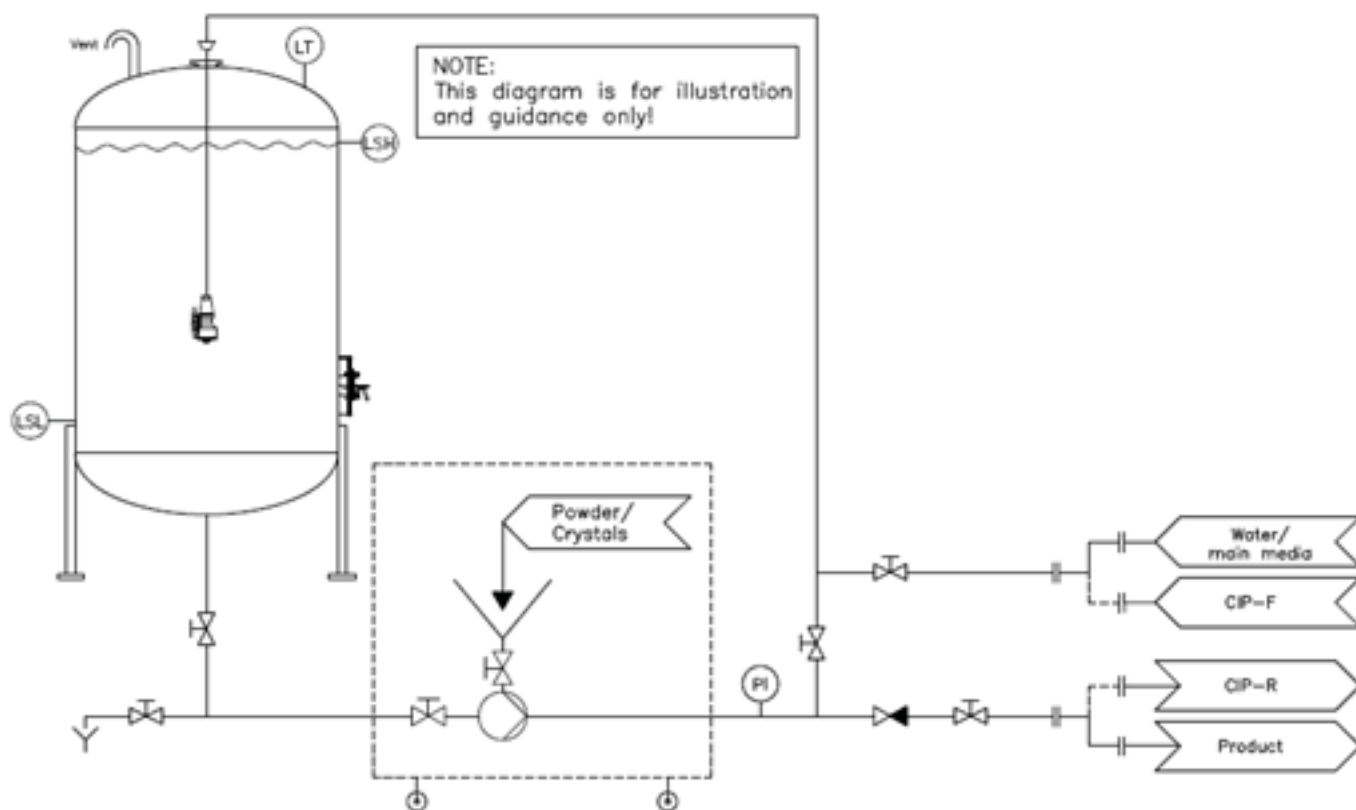 Vent
LT
NOTE:
This diagram is for illustration
and guidance only!
LSH
LSL
Powder/
Crystals
Water/
main media
CIP-F
PI
CIP-R
Product